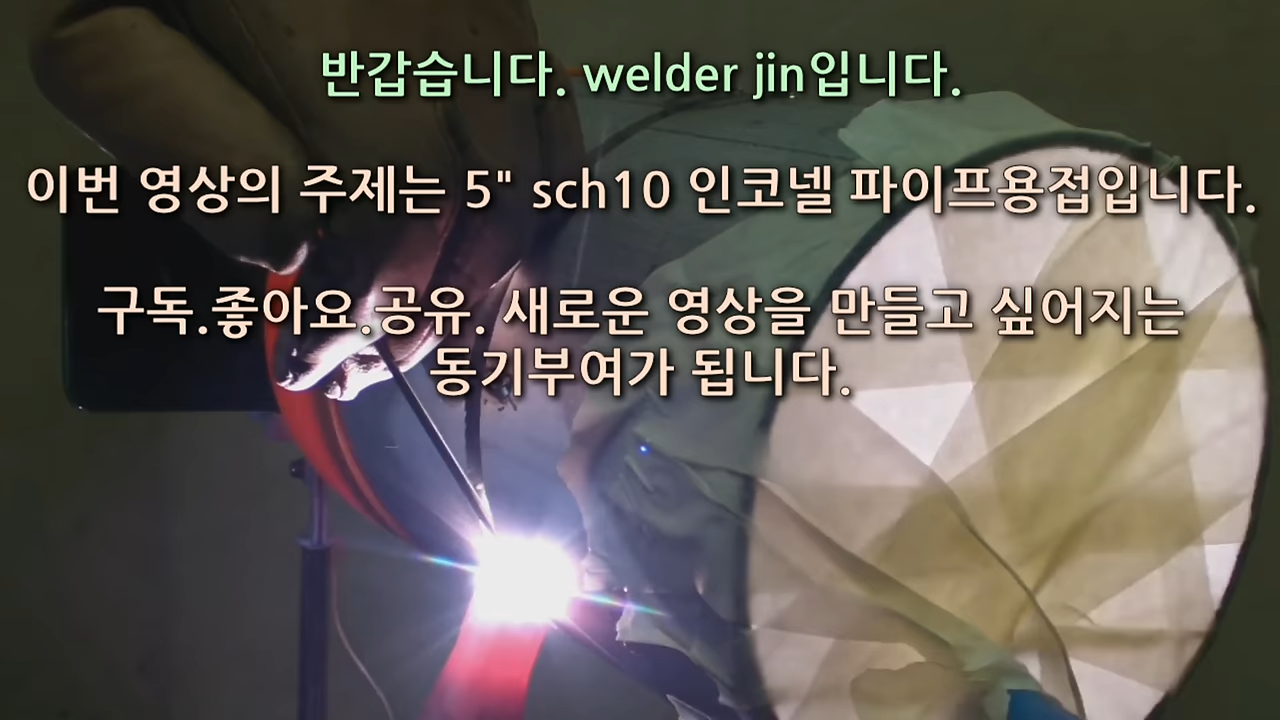 반갑습니다. welder jin입니다.
이번 영상의 주제는 5" sch10 인코넬 파이프용접입니다.
구독.좋아요.공유. 새로운 영상을 만들고 싶어지는
동기부여가 됩니다.